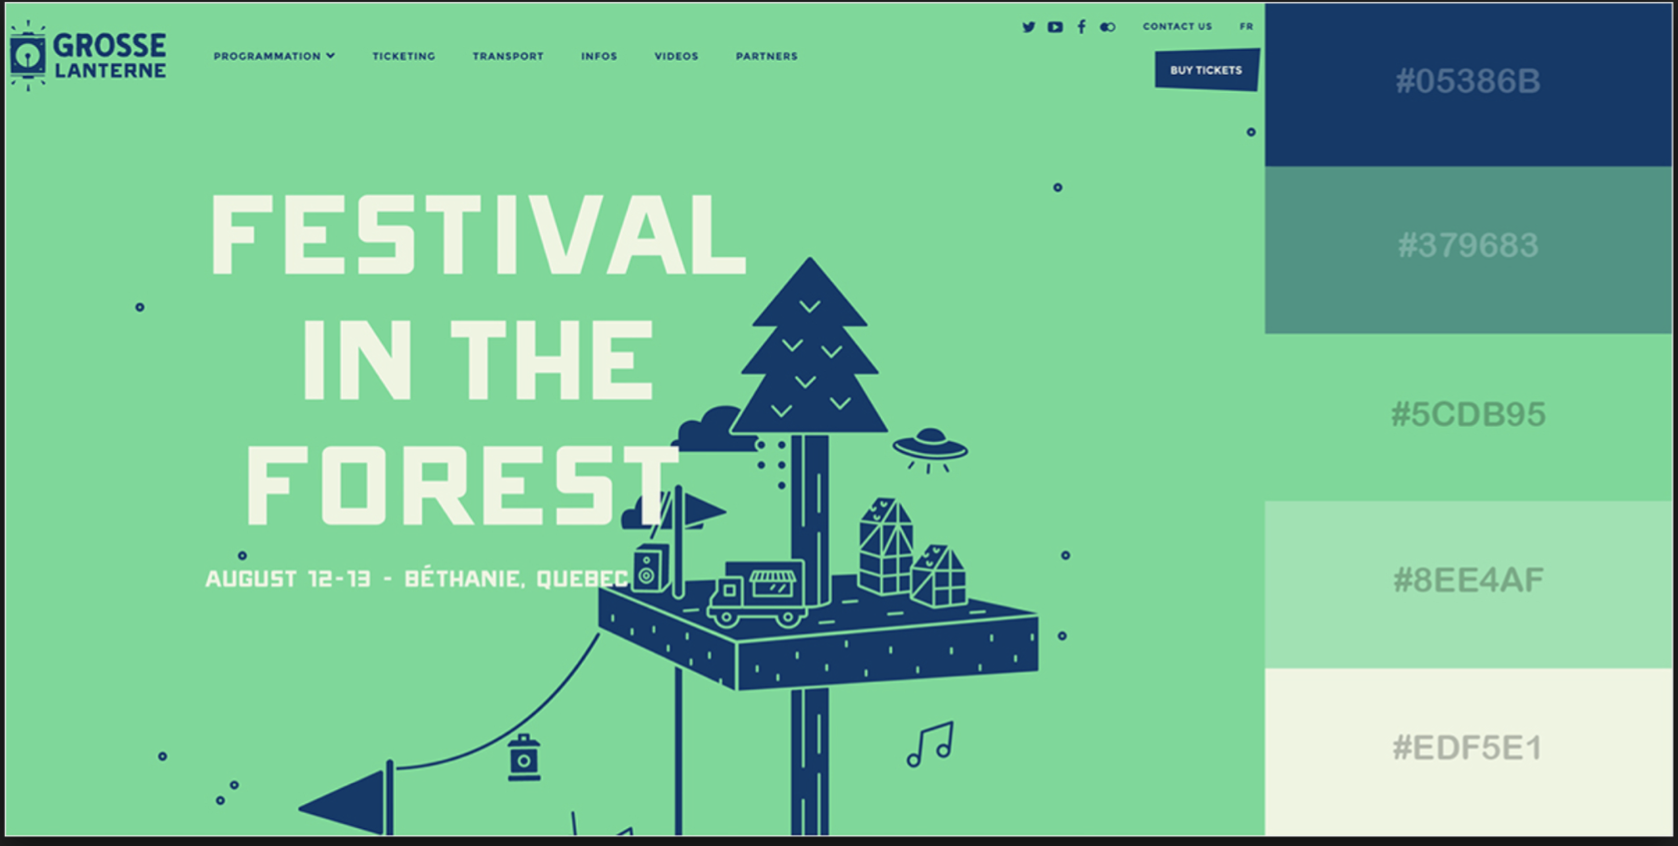 GROSSE
LANTERNE
PROGRAMMATION TICKETING TRANSPORT INFOS VIDEOS PARTNERS
CONTACT US FR
BUY TICKETS
FESTIVAL
IN THE
FOREST
AUGUST 12-13 - BÉTHANIE, QUEBEC
#05386B
#379683
#5CDB95
#8EE4AF
#EDF5E1